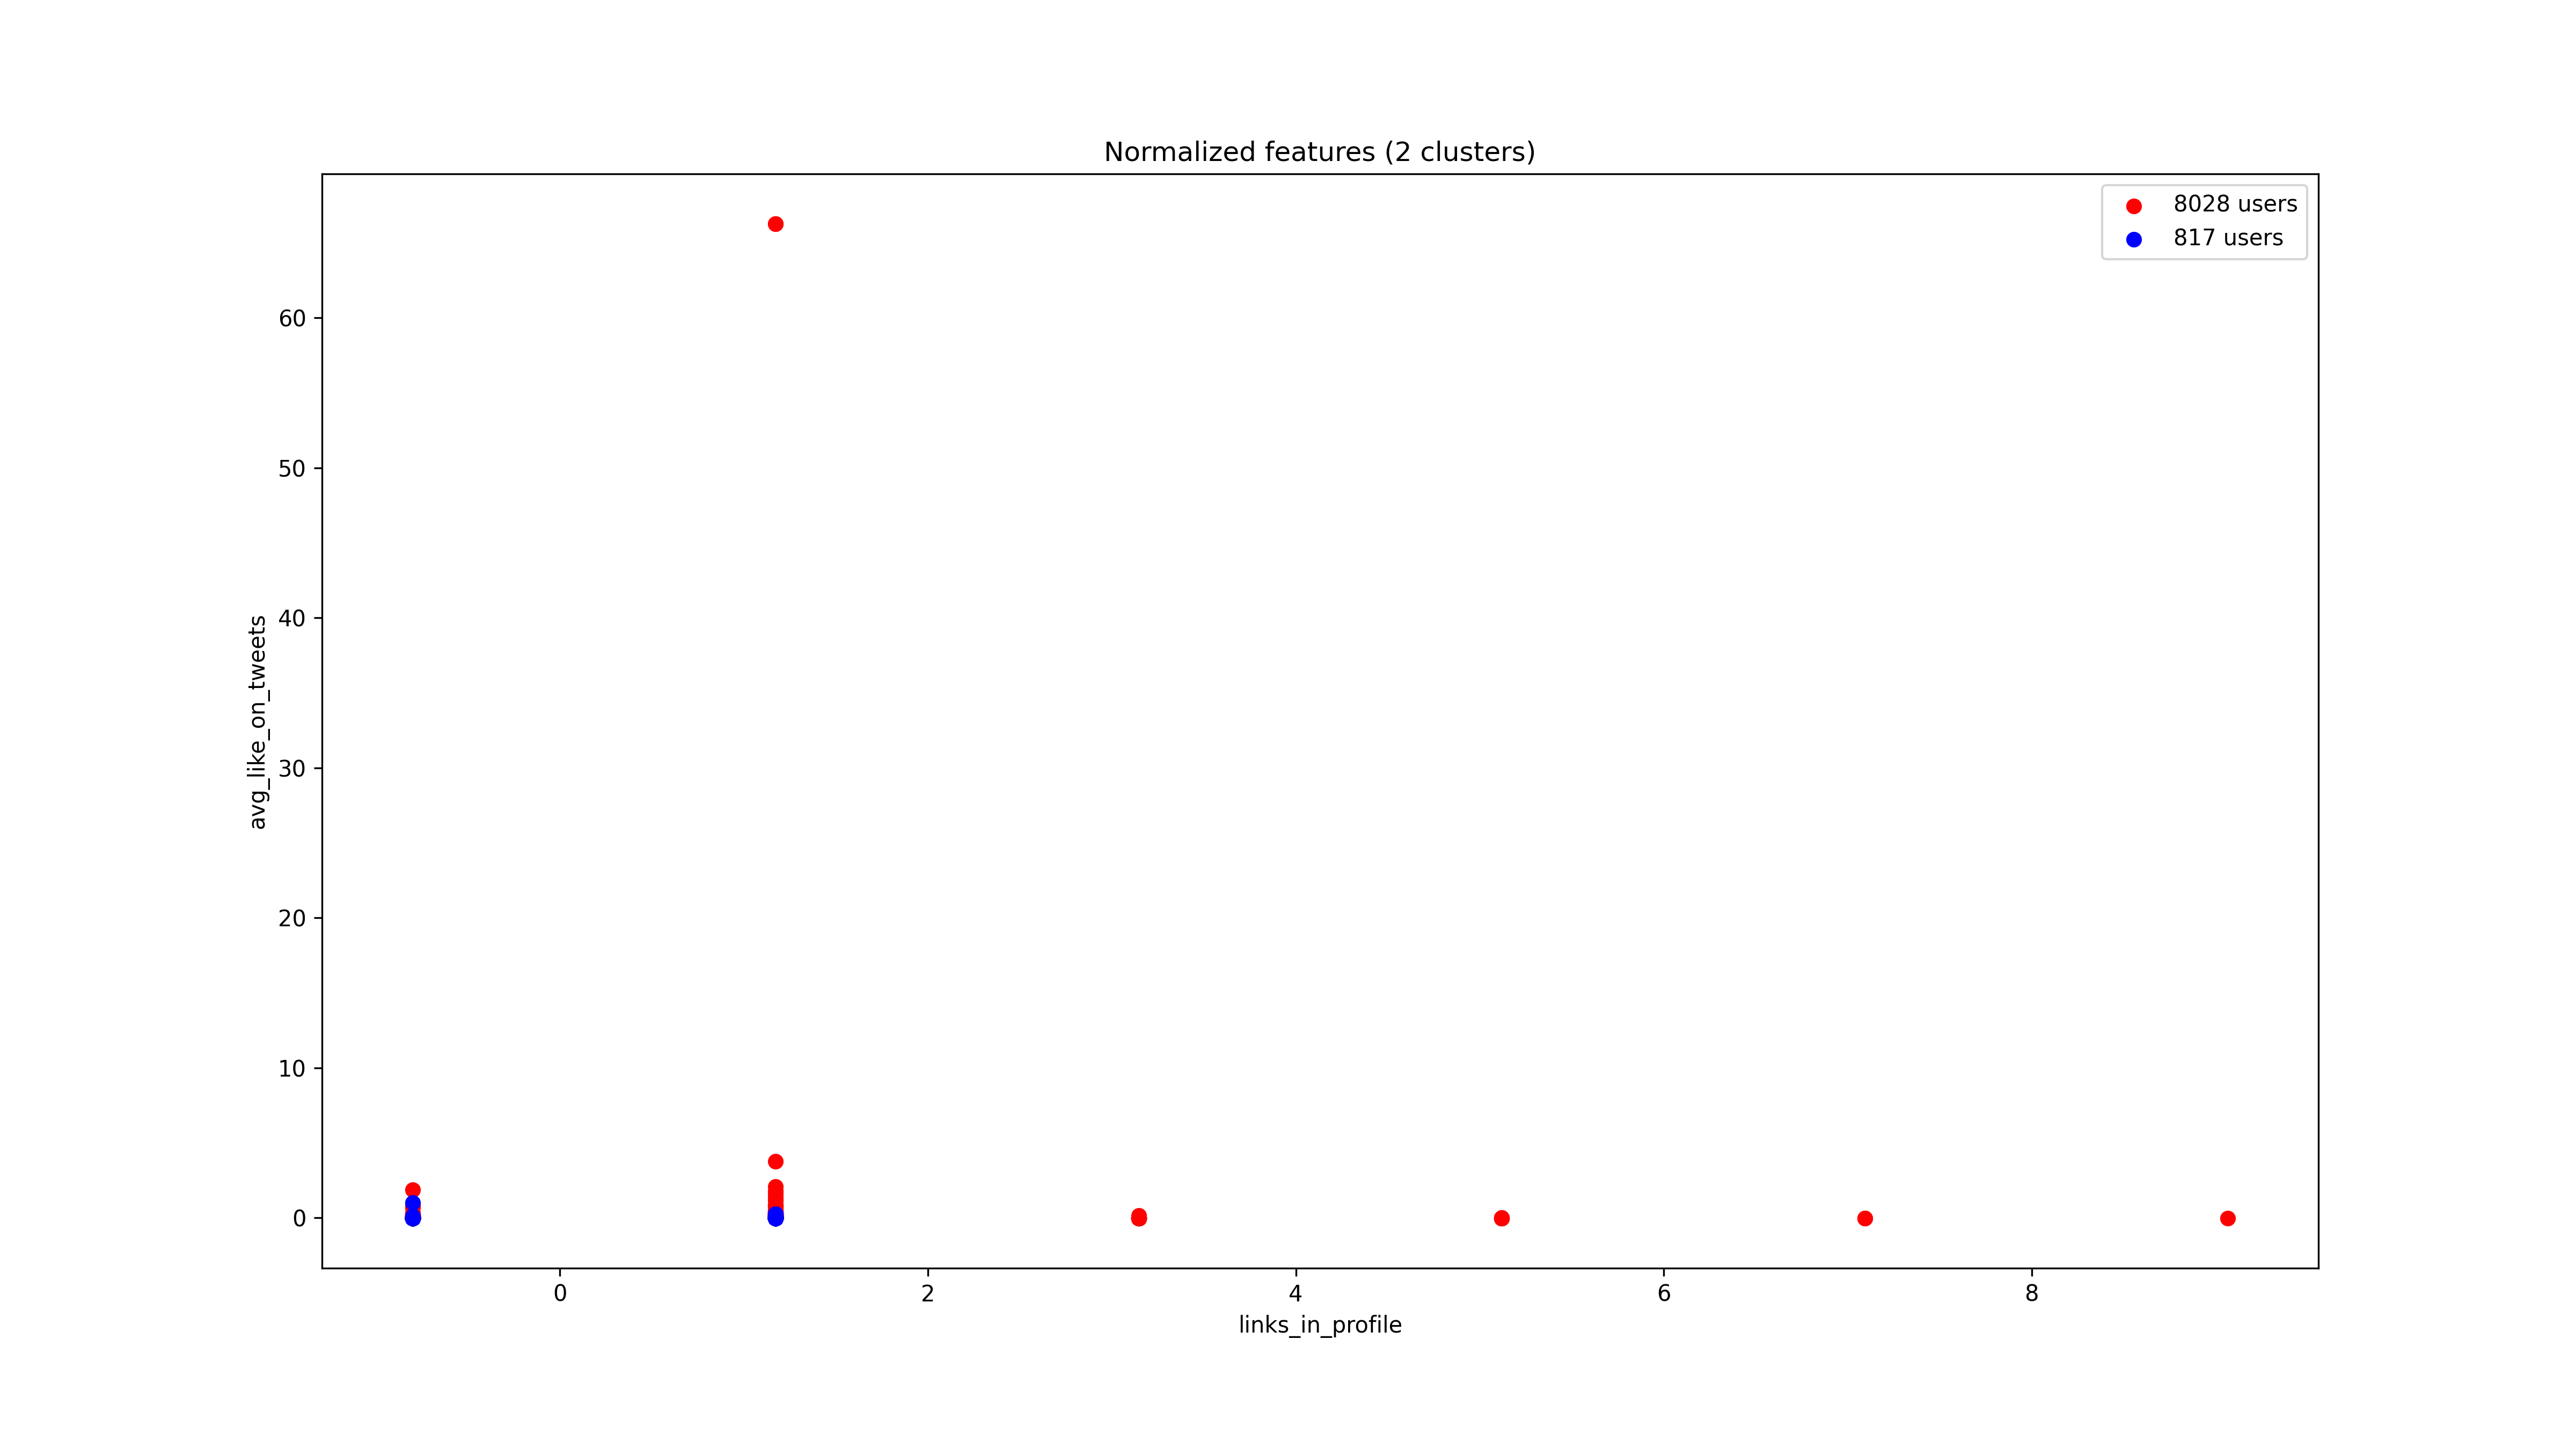 Normalized features (2 clusters)
8028 users
817 users
60
50
40
30
20
10
0
avg_like_on_tweets
0 2 4 6 8
links_in_profile